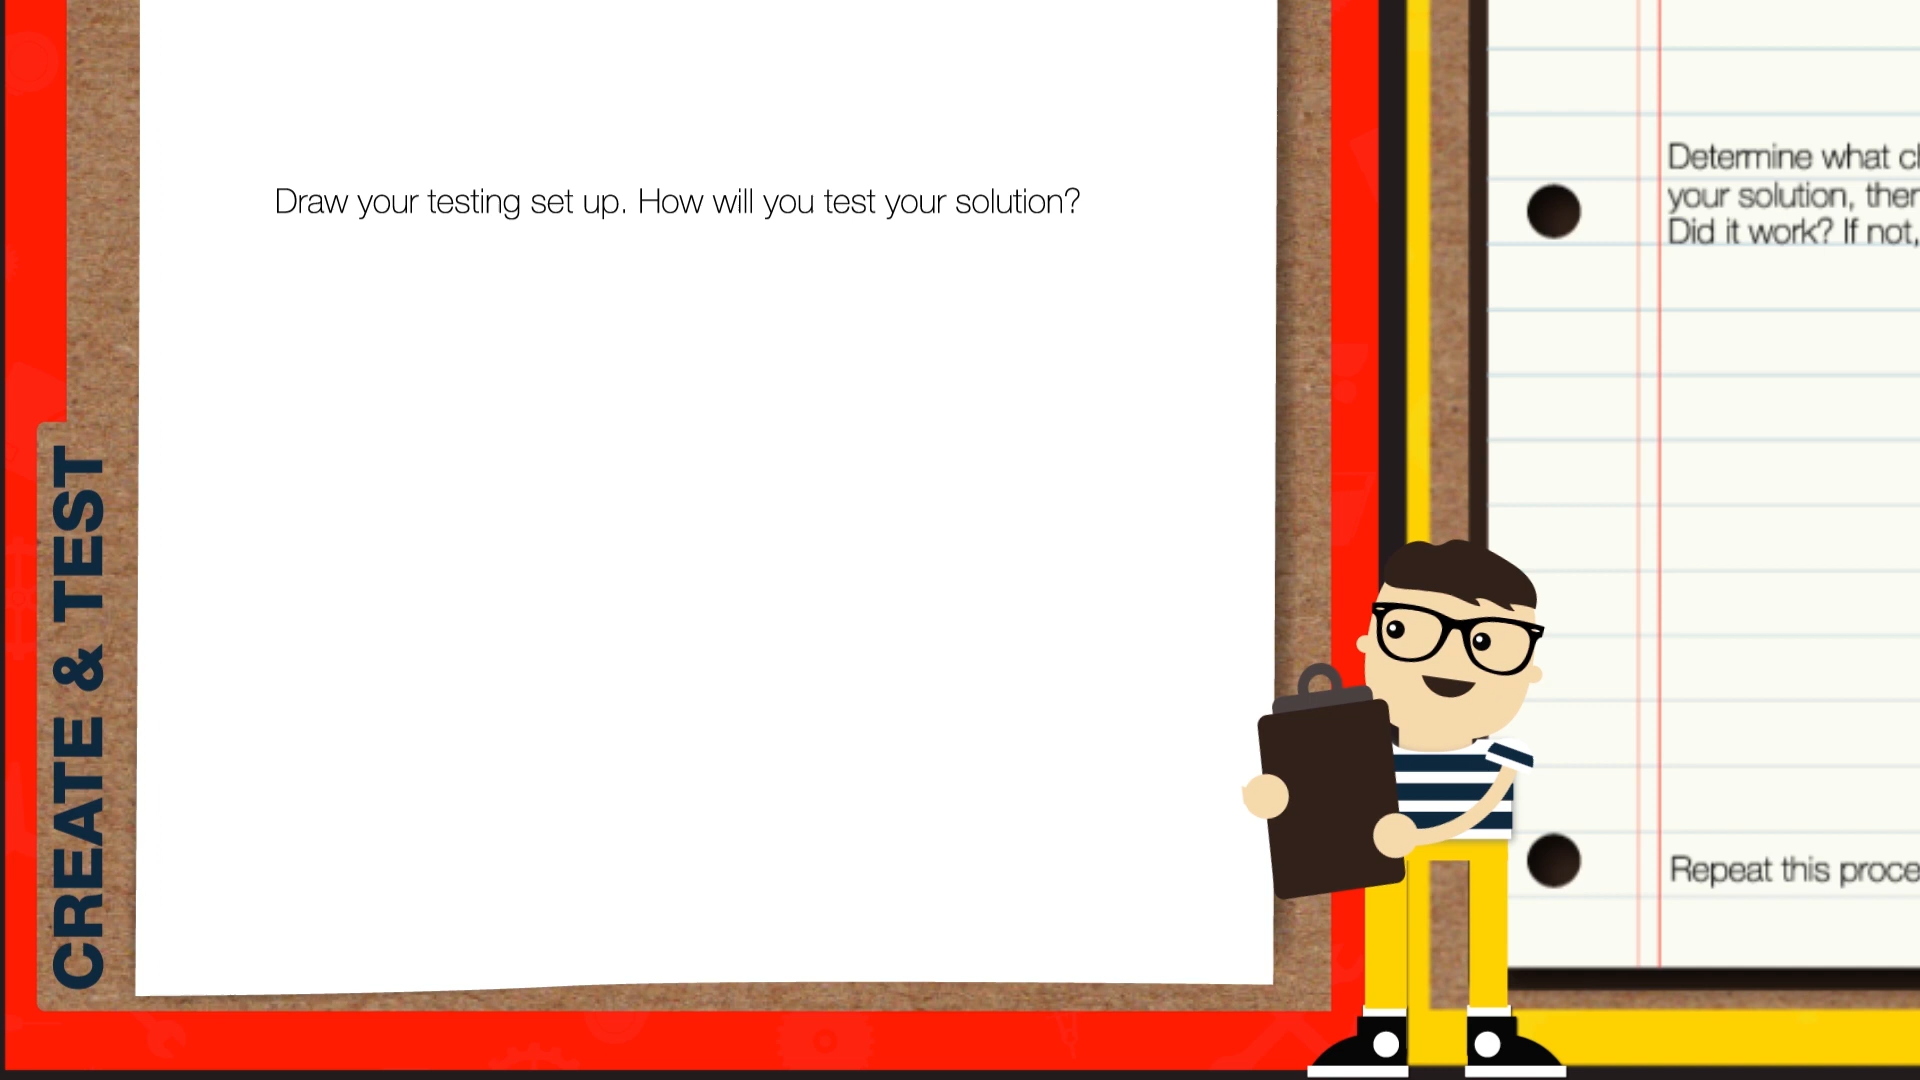 Draw your testing set up. How will you test your solution?
CREATE & TEST
Determine what
your solution,
Did it work? If not,
Repeat this